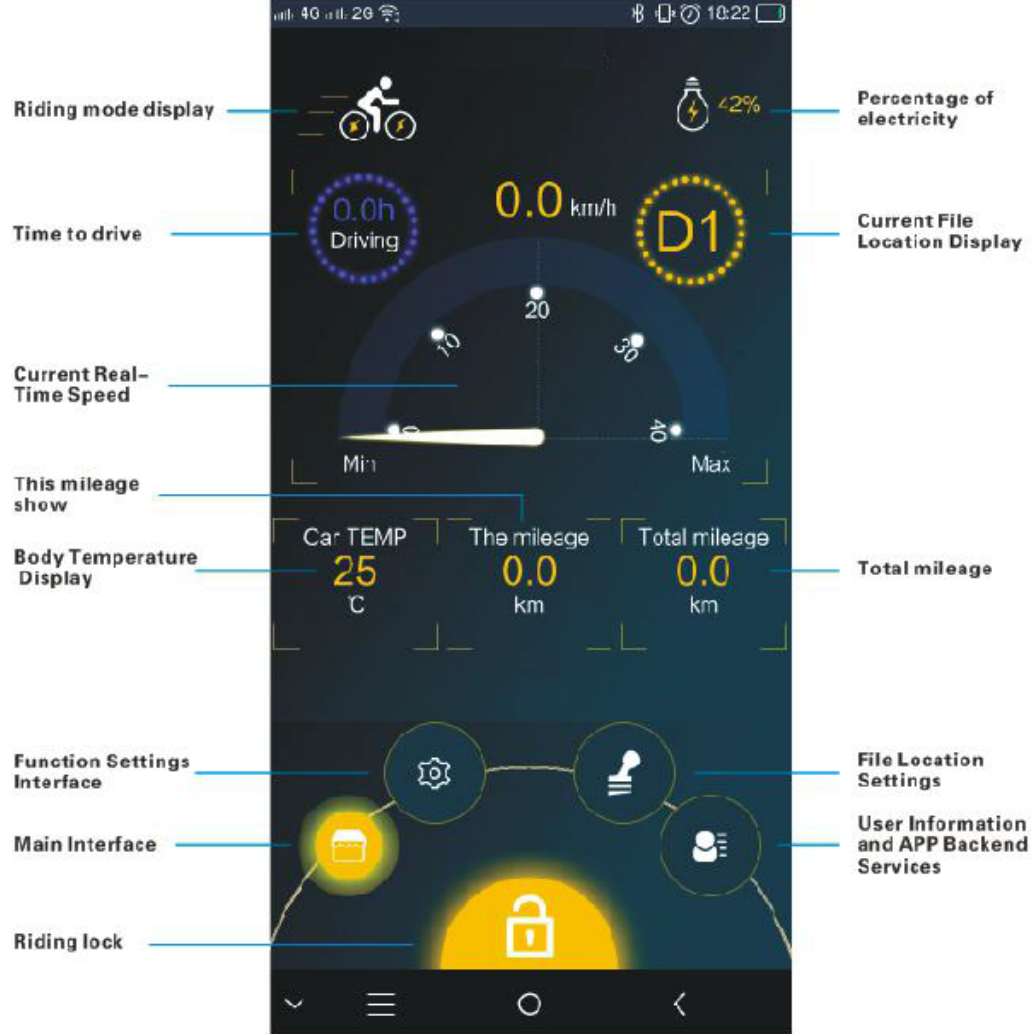 4G 2G 18:22
Riding mode display
<2%
Percentage of
electricity
Time to drive
0.0h
Driving
0.0 km/h
D1
Current File
Location Display
Current Real-
Time Speed
0
10
20
30
40
Min
Max
This mileage
show
Body Temperature
Display
Car TEMP
25
℃
The mileage
0.0
km
Total mileage
0.0
km
Total mileage
Function Settings
Interface
File Location
Settings
Main Interface
User Information
and APP Backend
Services
Riding lock